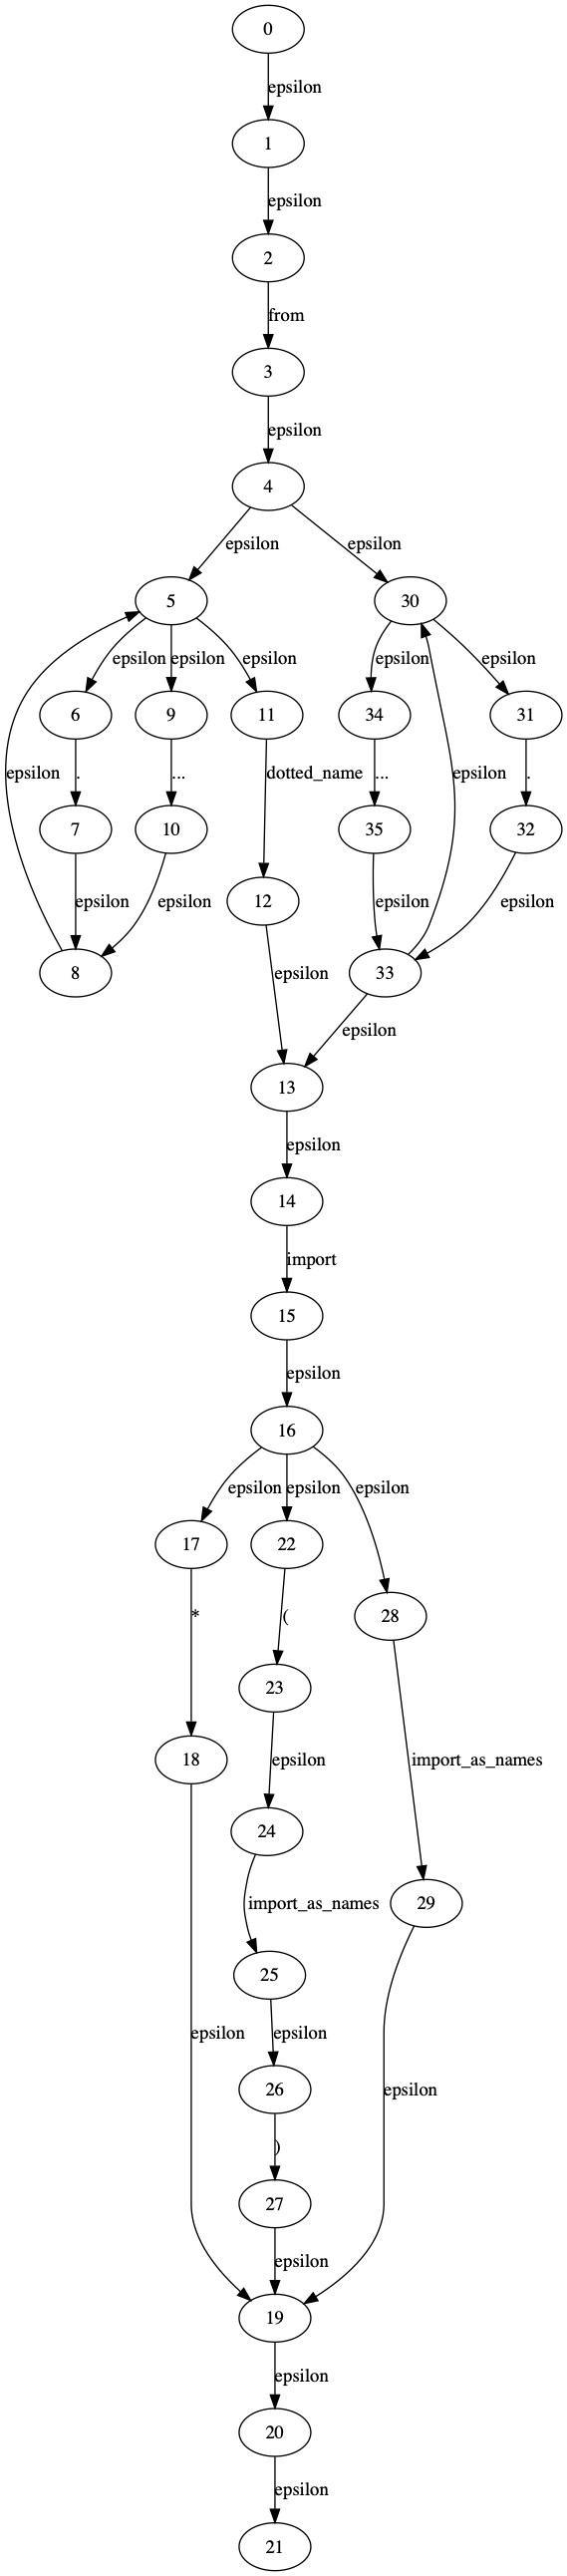 0
epsilon
1
epsilon
2
from
3
epsilon
4
epsilon epsilon
5 30
epsilon epsilon epsilon epsilon epsilon
6 9 11 34 31
epsilon . ... dotted_name ... epsilon .
7 10 35 32
epsilon epsilon 12 epsilon epsilon
8 epsilon 33
epsilon
13
epsilon
14
import
15
epsilon
16
epsilon epsilon epsilon
17 22
* ( 28
23
18 epsilon import_as_names
24
import_as_names 29
25
epsilon epsilon
26
) epsilon
27
epsilon
19
epsilon
20
epsilon
21